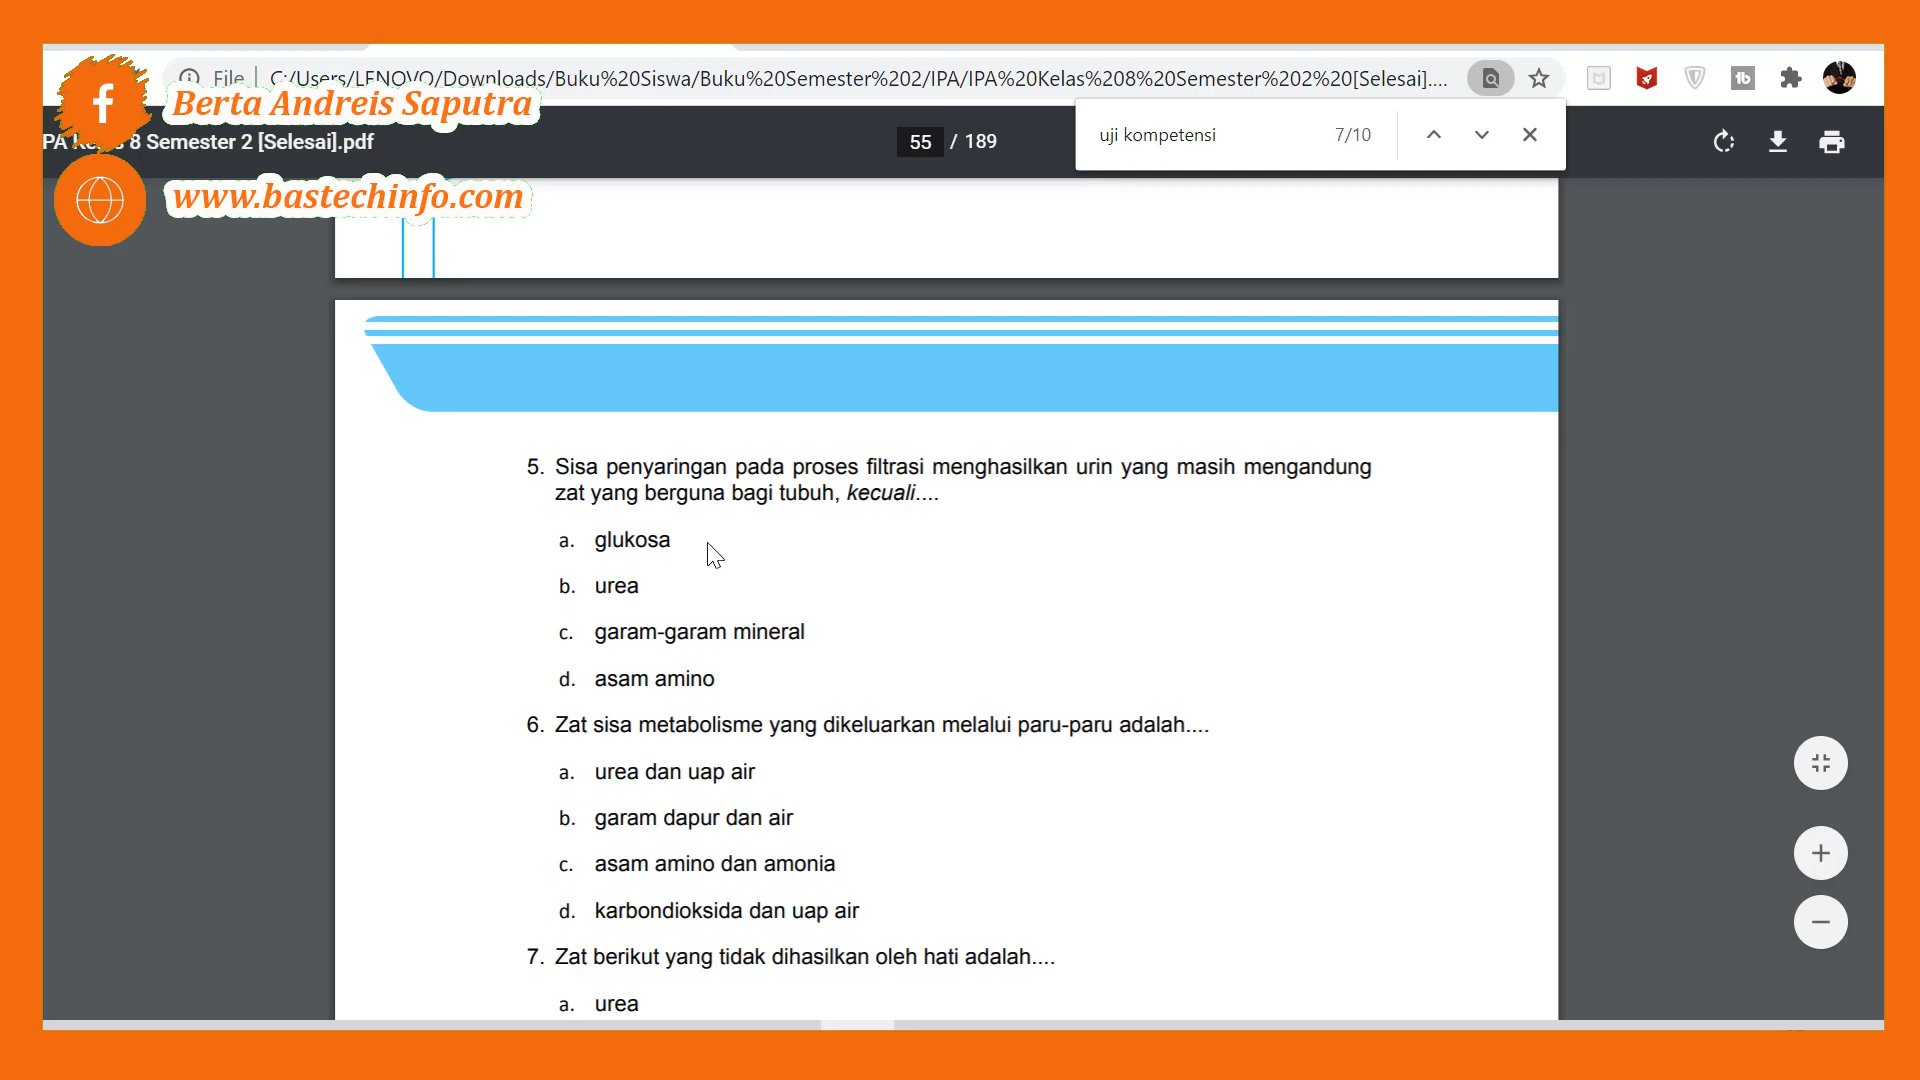 File
C:/Users/LENOVO/Downloads/Buku%20Siswa/Buku%20Semester%202/IPA/IPA%20Kelas%208%20Semester%202%20[Selesai]....
Berta Andreis Saputra
8 Semester 2 [Selesai].pdf
55 / 189
uji kompetensi 7/10
www.bastechinfo.com
5. Sisa penyaringan pada proses filtrasi menghasilkan urin yang masih mengandung
zat yang berguna bagi tubuh, kecuali....
a. glukosa
b. urea
c. garam-garam mineral
d. asam amino
6. Zat sisa metabolisme yang dikeluarkan melalui paru-paru adalah....
a. urea dan uap air
b. garam dapur dan air
c. asam amino dan amonia
d. karbondioksida dan uap air
7. Zat berikut yang tidak dihasilkan oleh hati adalah....
a. urea